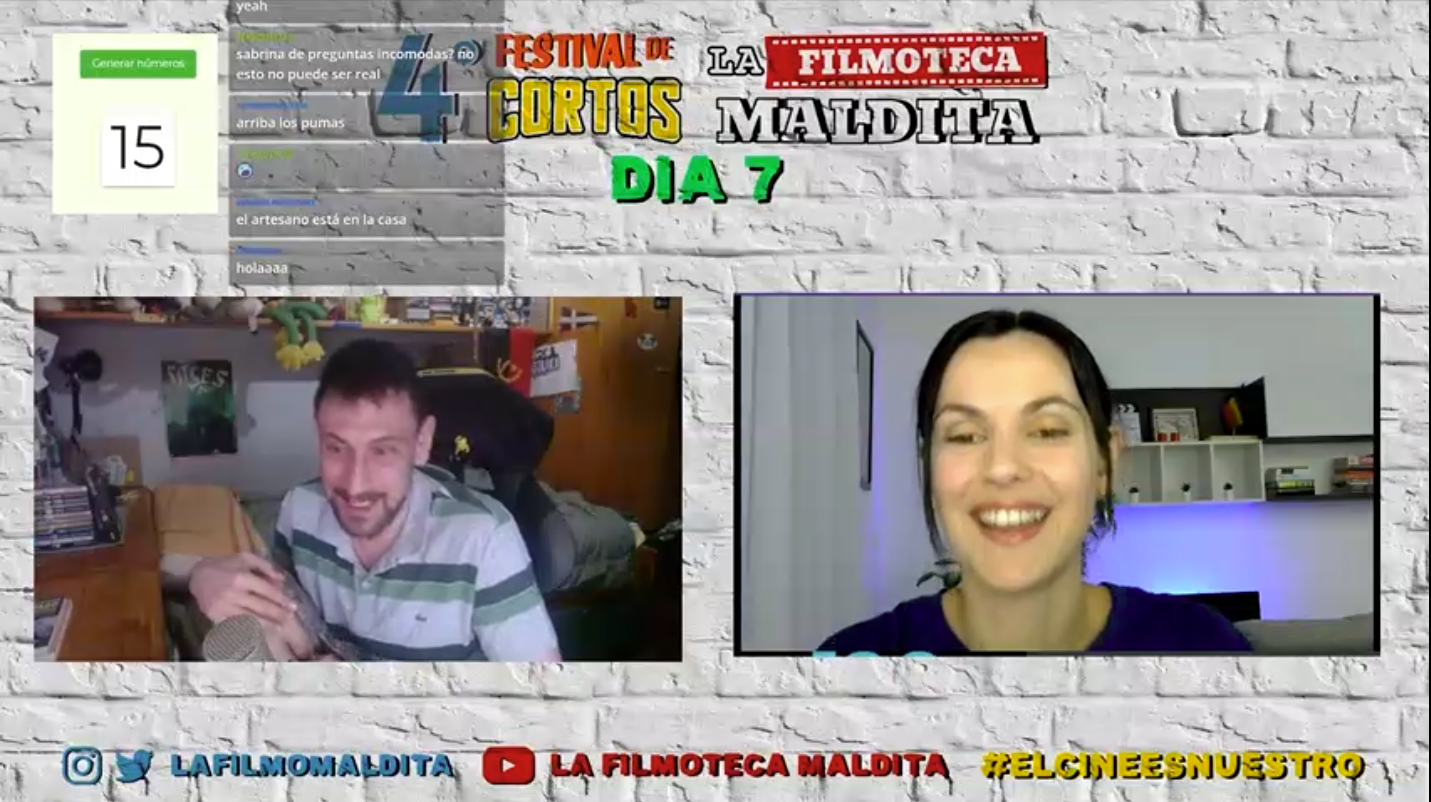 yeah
sabrina de preguntas incomodas? no
esto no puede ser real
arriba los pumas
el artesano está en la casa
holaaaa
Generar números
15
4º FESTIVAL DE
CORTOS
LA FILMOTECA
MALDITA
DIA 7
LAFILMOMALDITA
LA FILMOTECA MALDITA
#ELCINEESNUESTRO